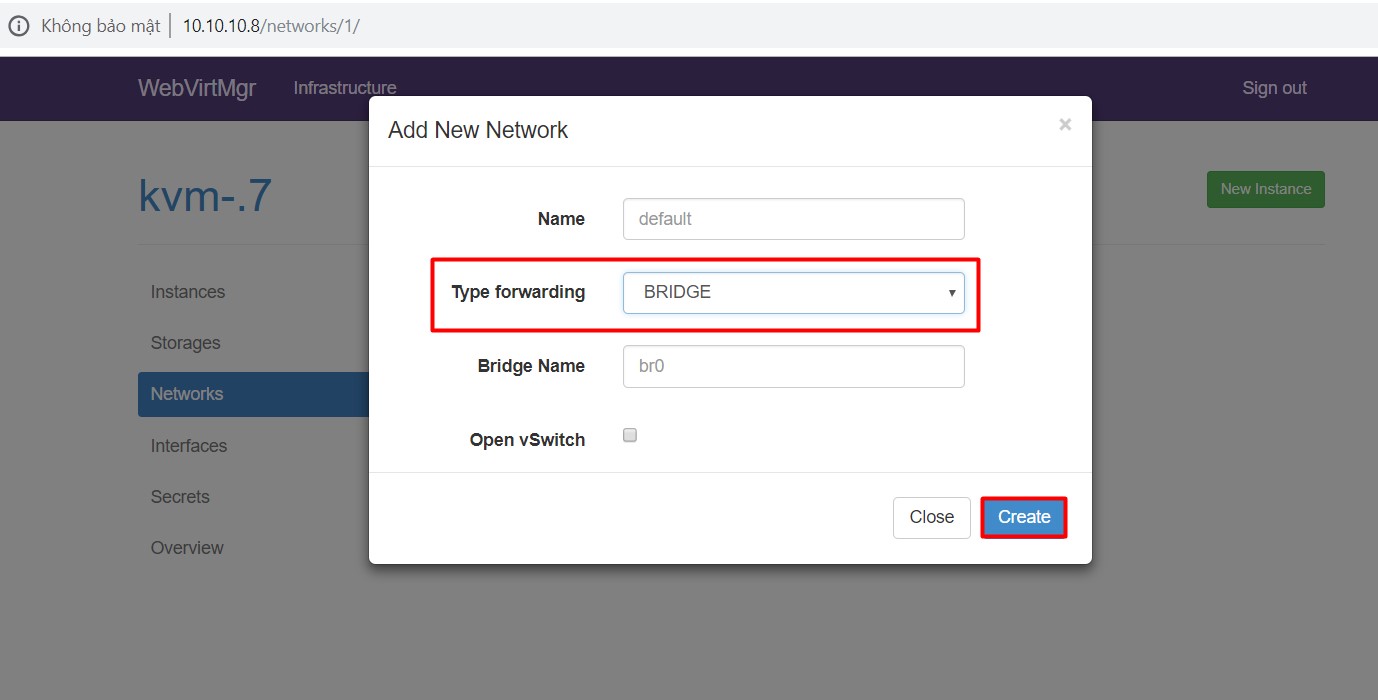 Không bảo mật 10.10.10.8/networks/1/
WebVirtMgr Infrastructure Sign out
Add New Network ×
kvm-.7
New Instance
Name default
Type forwarding BRIDGE
Bridge Name br0
Open vSwitch
Close Create
Instances
Storages
Networks
Interfaces
Secrets
Overview